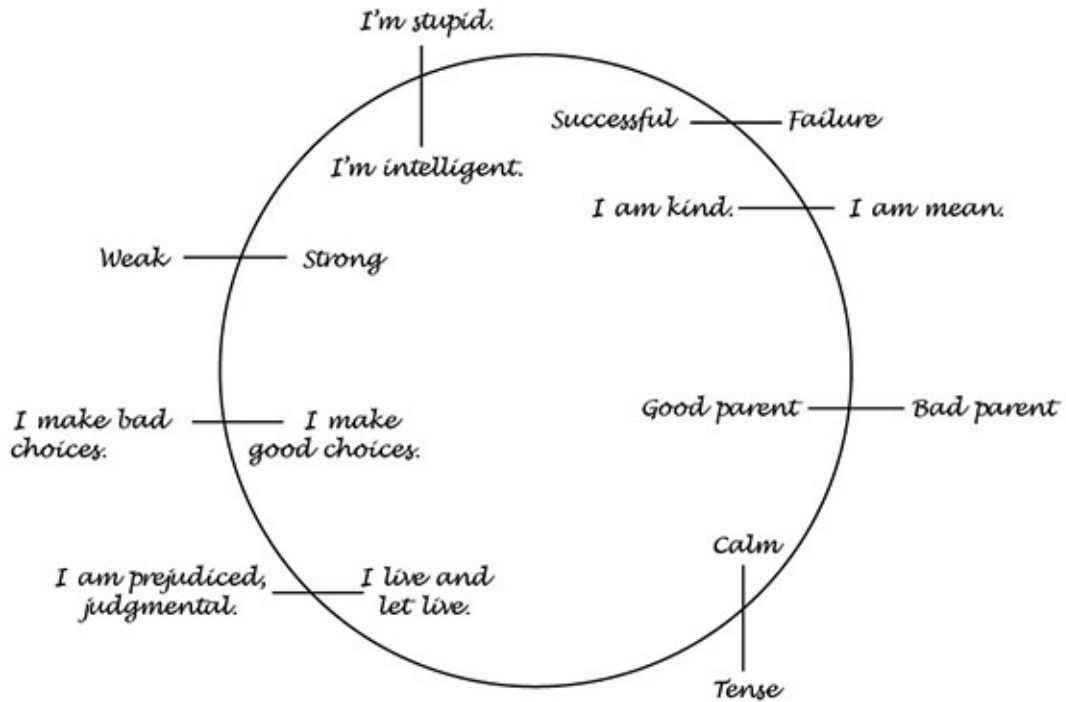 I'm stupid.
Successful
Failure
I'm intelligent.
I am kind.
I am mean.
Weak
Strong
I make bad
choices.
I make
good choices.
Good parent
Bad parent
Calm
I am prejudiced,
judgmental.
I live and
let live.
Tense